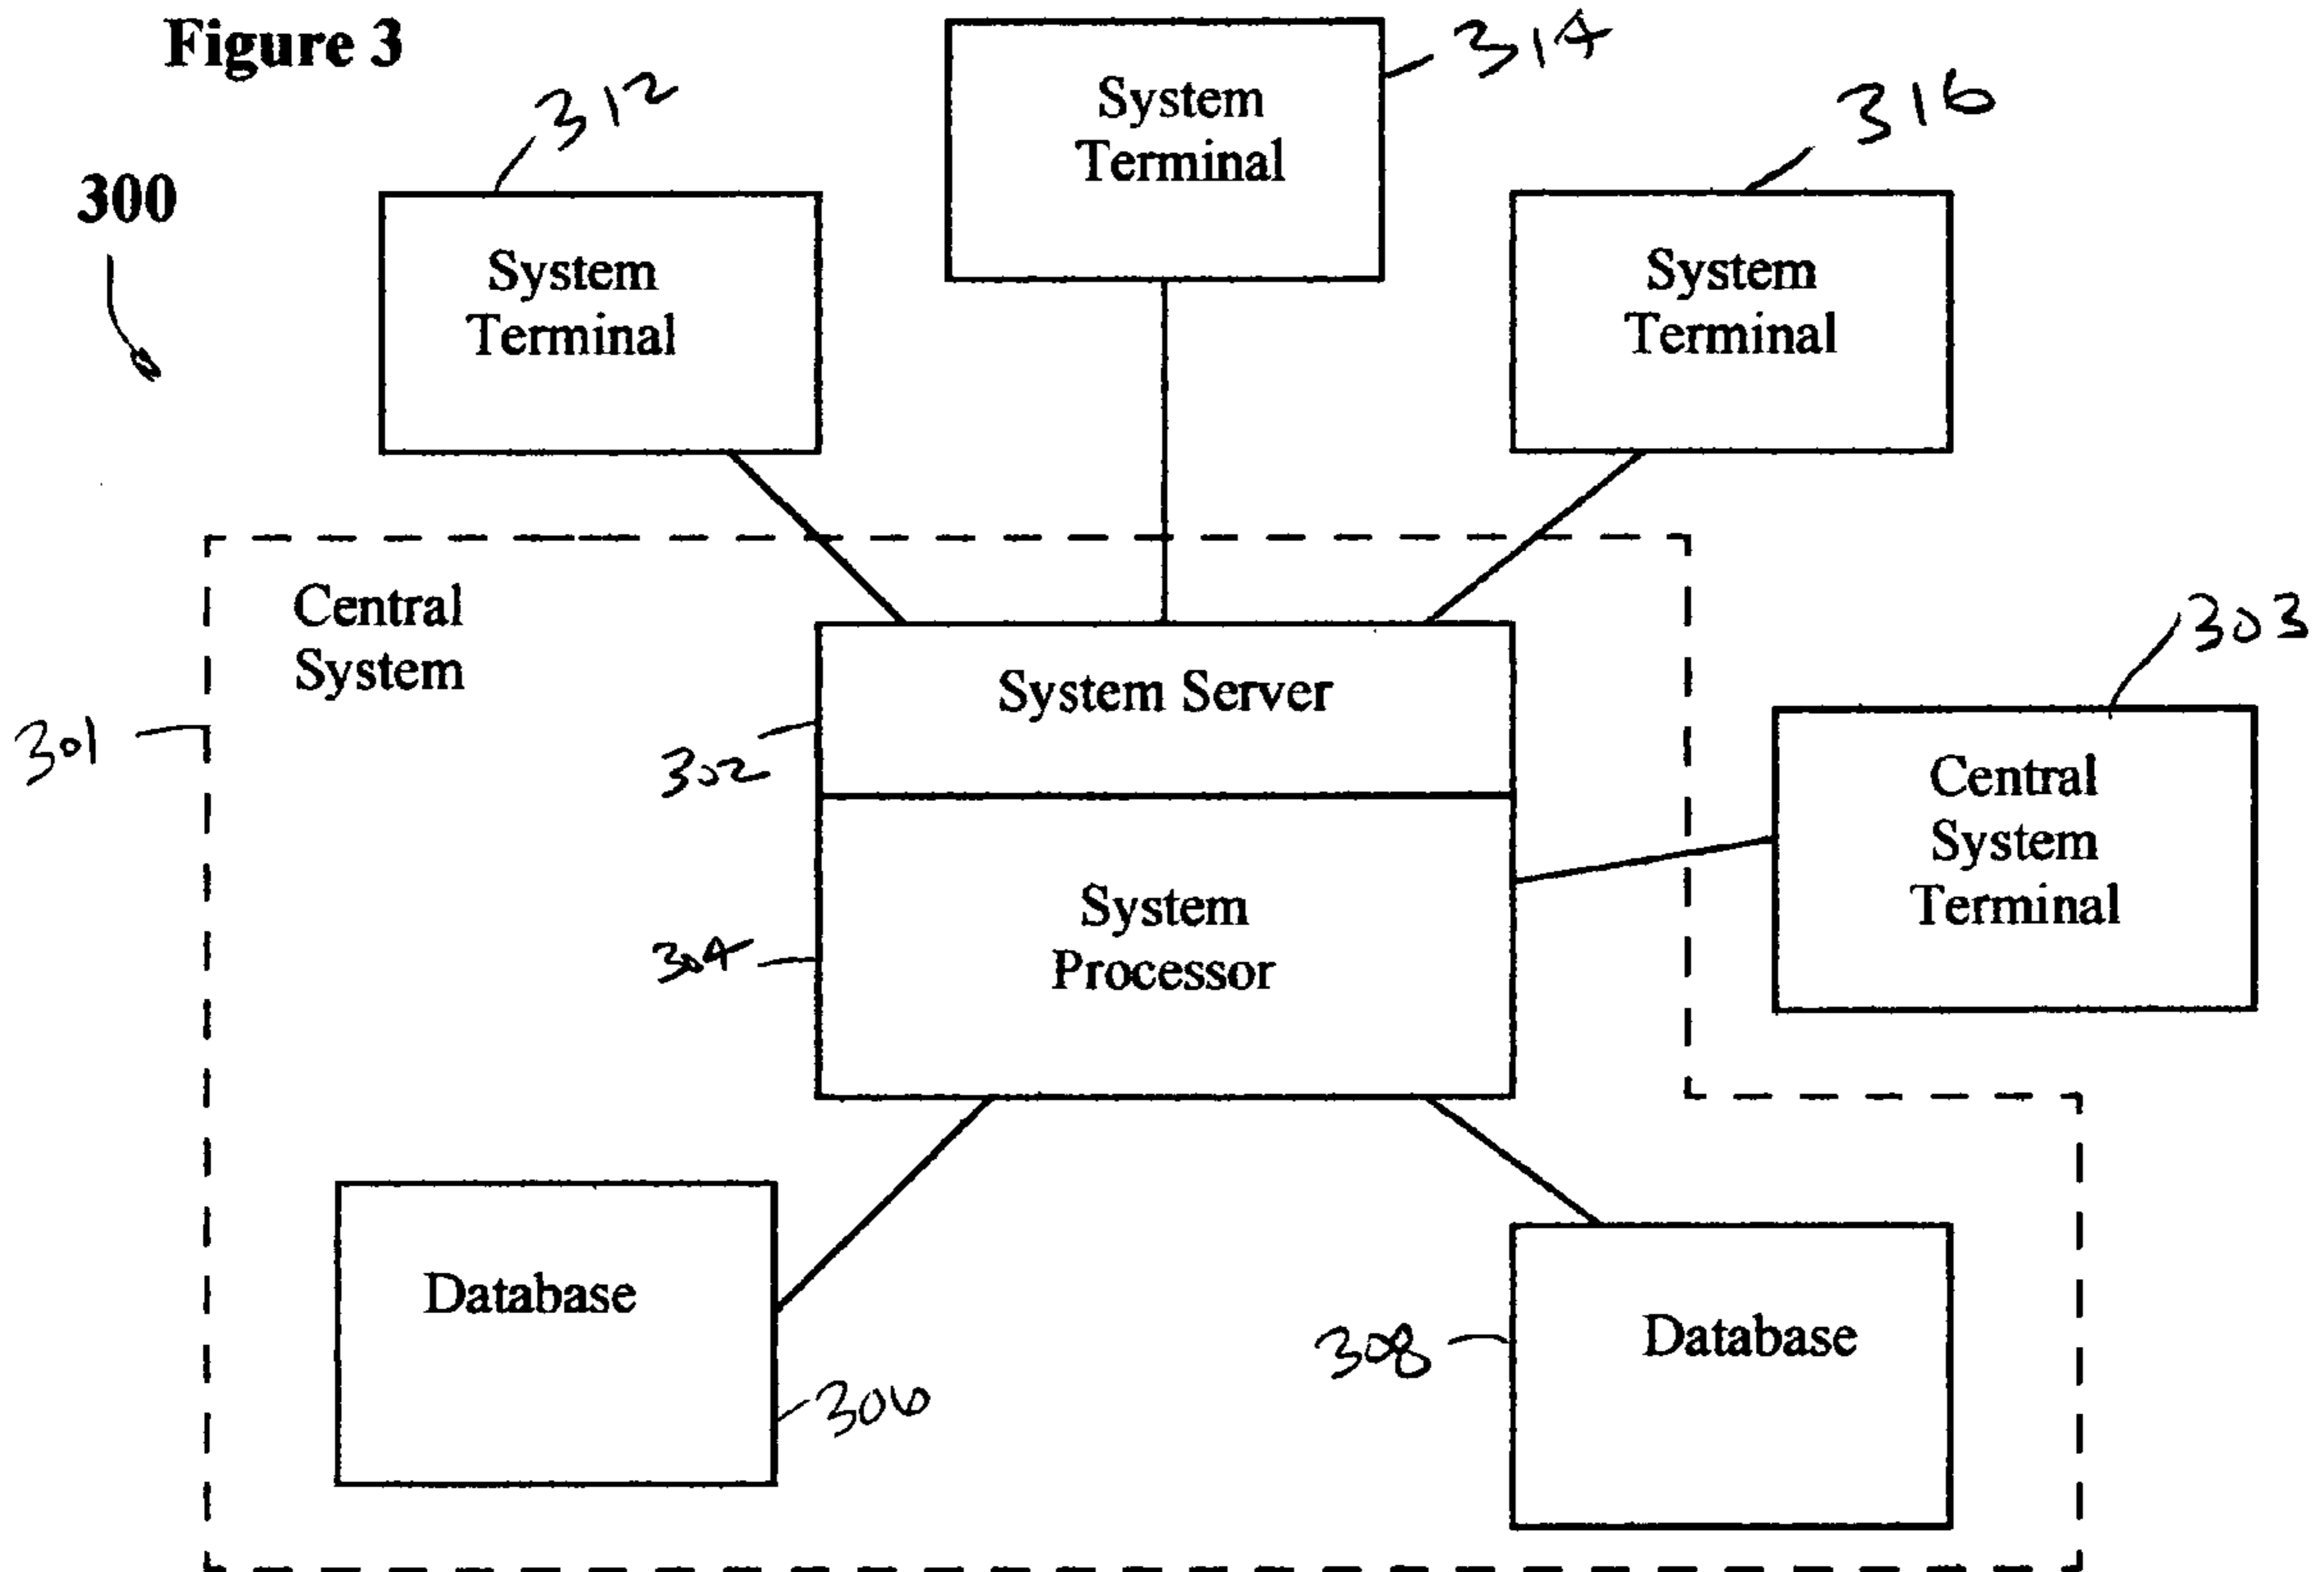 Figure 3
314
312
316
300
System
Terminal
System
Terminal
System
Terminal
Central
System
303
System Server
301
302
Central
System
Terminal
System
Processor
304
Database
308
Database
306